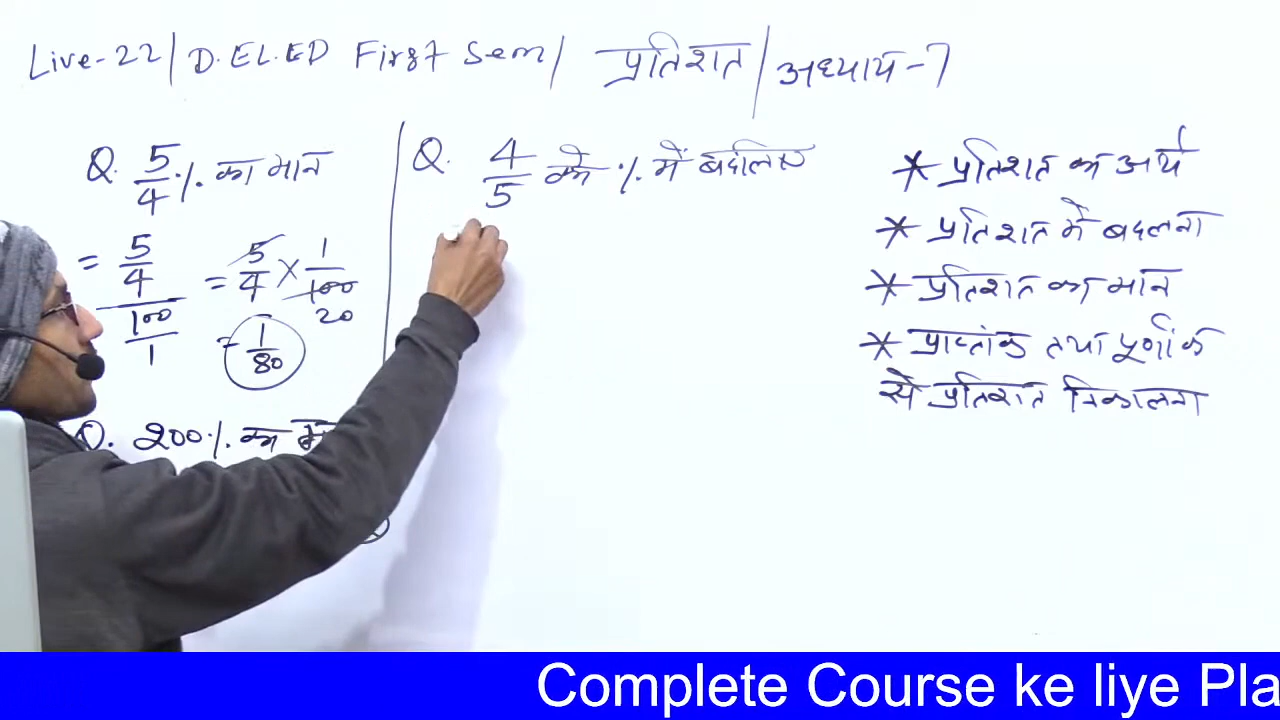 Live-22 | D.EL.ED First Sem / प्रतिशत / अध्याय-7
Q. 5/4 % का मान
= 5/4 / 100/1 = 5/4 × 1/100 20
= 1/80
Q. 200 % का
Q. 4/5 को % में बदलिए
* प्रतिशत का अर्थ
* प्रतिशत में बदलना
* प्रतिशत का मान
* प्राप्तांक तथा पूर्णांक
से प्रतिशत निकालना
Complete Course ke liye Pla